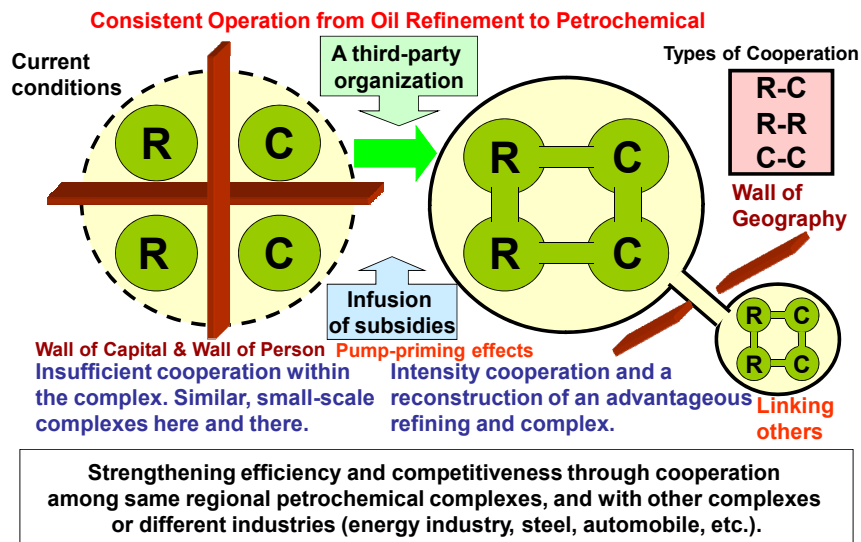 Consistent Operation from Oil Refinement to Petrochemical
Current
conditions
A third-party
organization
Types of Cooperation
R-C
R-R
C-C
R C
R C
R C
R C
Wall of
Geography
Infusion
of subsidies
R C
R C
Wall of Capital & Wall of Person
Pump-priming effects
Insufficient cooperation within
the complex. Similar, small-scale
complexes here and there.
Intensity cooperation and a
reconstruction of an advantageous
refining and complex.
Linking
others
Strengthening efficiency and competitiveness through cooperation
among same regional petrochemical complexes, and with other complexes
or different industries (energy industry, steel, automobile, etc.).